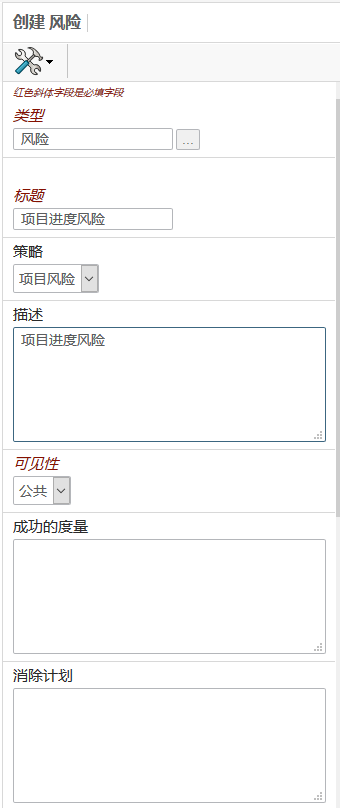 创建 风险
红色斜体字段是必填字段
类型
风险
...
标题
项目进度风险
策略
项目风险
描述
项目进度风险
可见性
公共
成功的度量
消除计划